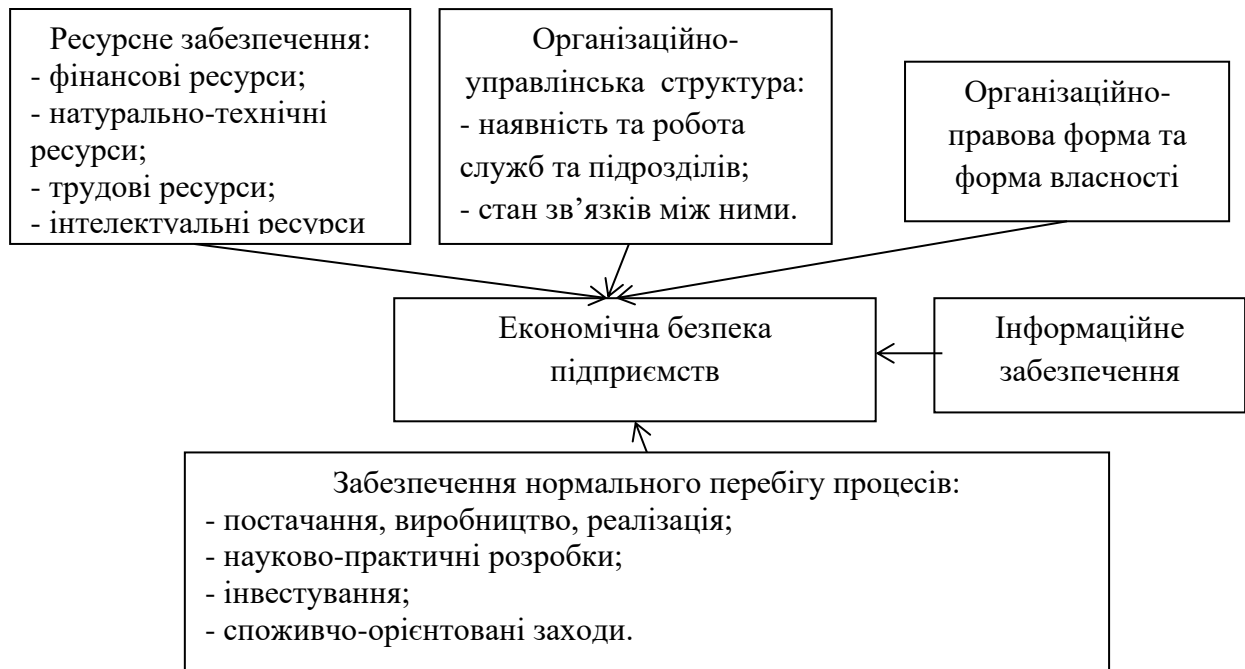 Ресурсне забезпечення:
- фінансові ресурси;
- натурально-технічні
ресурси;
- трудові ресурси;
- інтелектуальні ресурси
Організаційно-
управлінська структура:
- наявність та робота
служб та підрозділів;
- стан зв’язків між ними.
Організаційно-
правова форма та
форма власності
Економічна безпека
підприємств
Інформаційне
забезпечення
Забезпечення нормального перебігу процесів:
- постачання, виробництво, реалізація;
- науково-практичні розробки;
- інвестування;
- споживчо-орієнтовані заходи.